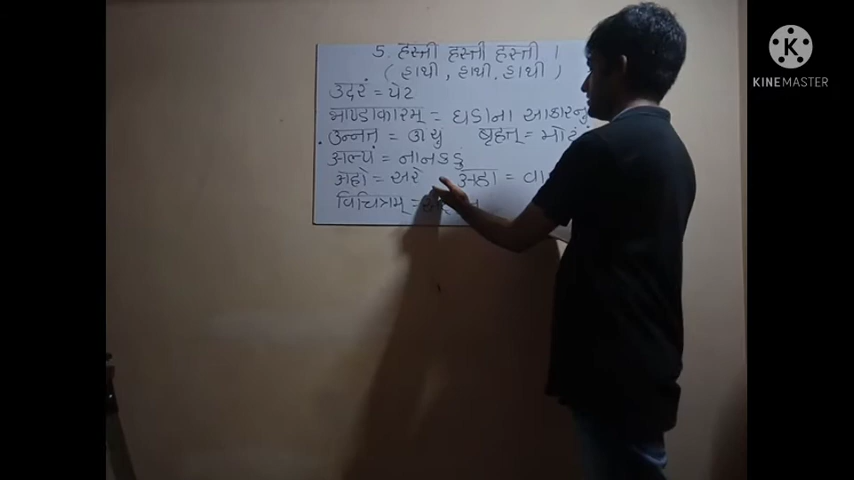 5. हस्ती हस्ती हस्ती ।
( હાથી, હાથી, હાથી )
उदरं = પેટ
भाण्डाकारम् = ઘડાના આકારનું
उन्नत = ઊચુ बृहत् = મોટું
अल्पं = નાનકડુ
अहो = અરે अहा =
विचित्रम् =
K
KINEMASTER